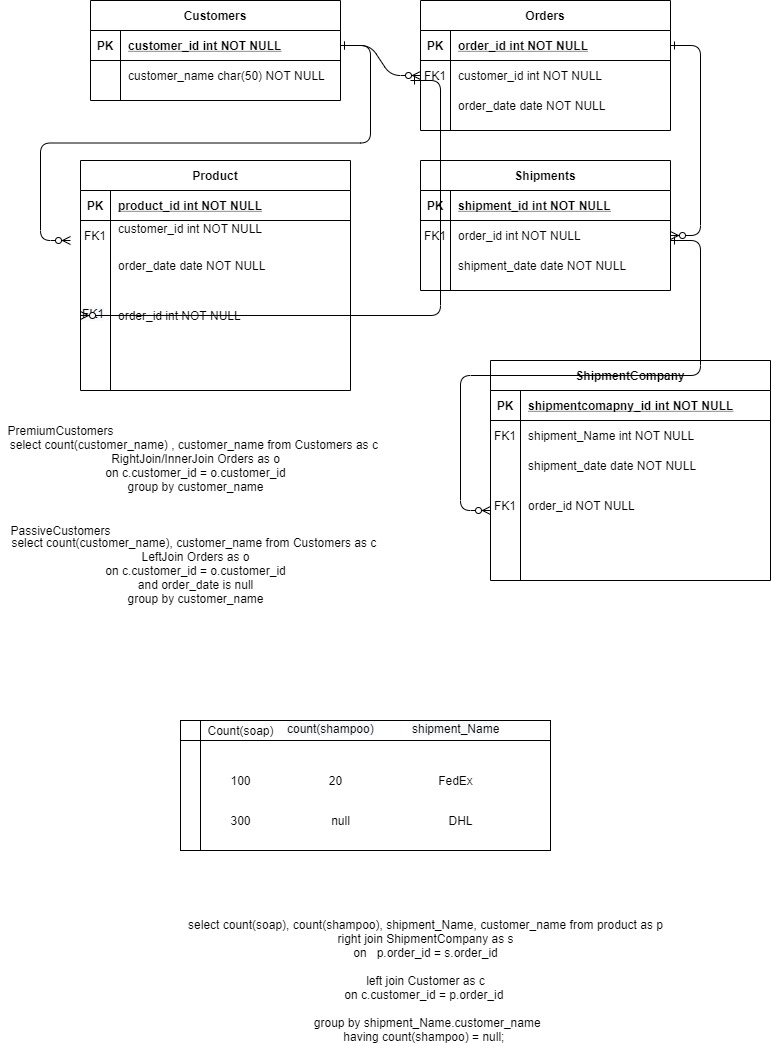 Customers
PK customer_id int NOT NULL
customer_name char(50) NOT NULL
Orders
PK order_id int NOT NULL
FK1 customer_id int NOT NULL
order_date date NOT NULL
Product
PK product_id int NOT NULL
FK1 customer_id int NOT NULL
order_date date NOT NULL
FK1 order_id int NOT NULL
Shipments
PK shipment_id int NOT NULL
FK1 order_id int NOT NULL
shipment_date date NOT NULL
ShipmentCompany
PK shipmentcomapny_id int NOT NULL
FK1 shipment_Name int NOT NULL
shipment_date date NOT NULL
FK1 order_id NOT NULL
PremiumCustomers
select count(customer_name) , customer_name from Customers as c
RightJoin/InnerJoin Orders as o
on c.customer_id = o.customer_id
group by customer_name
PassiveCustomers
select count(customer_name), customer_name from Customers as c
LeftJoin Orders as o
on c.customer_id = o.customer_id
and order_date is null
group by customer_name
Count(soap) count(shampoo) shipment_Name
100 20 FedEx
300 null DHL
select count(soap), count(shampoo), shipment_Name, customer_name from product as p
right join ShipmentCompany as s
on p.order_id = s.order_id
left join Customer as c
on c.customer_id = p.order_id
group by shipment_Name.customer_name
having count(shampoo) = null;